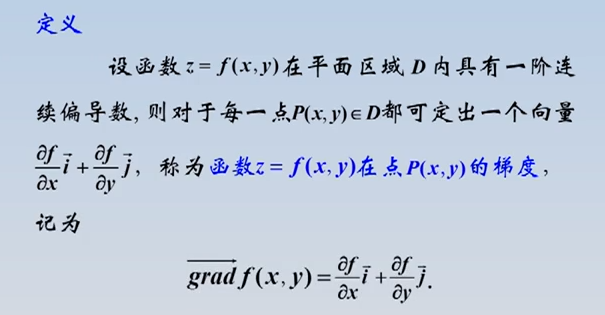 定义
设函数 z = f(x,y) 在平面区域 D 内具有一阶连
续偏导数, 则对于每一点P(x,y)∈D都可定出一个向量
∂f/∂x i⃗ + ∂f/∂y j⃗, 称为函数z = f(x,y)在点P(x,y)的梯度,
记为
grad f(x,y) = ∂f/∂x i⃗ + ∂f/∂y j⃗.